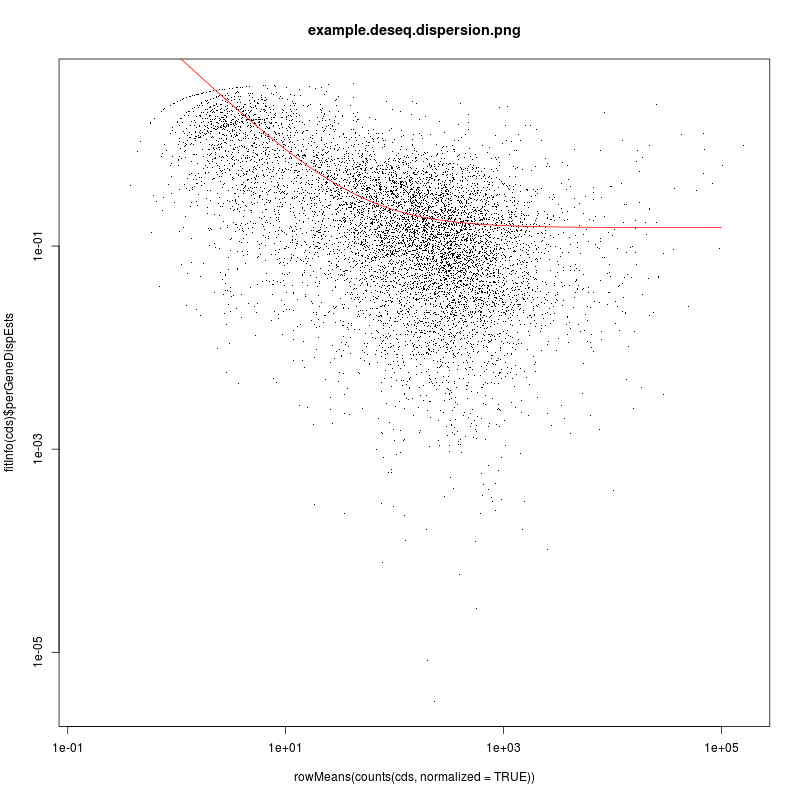 example.deseq.dispersion.png
fitInfo(cds)$perGeneDispEsts
1e-01
1e-03
1e-05
1e-01
1e+01
1e+03
1e+05
rowMeans(counts(cds, normalized = TRUE))